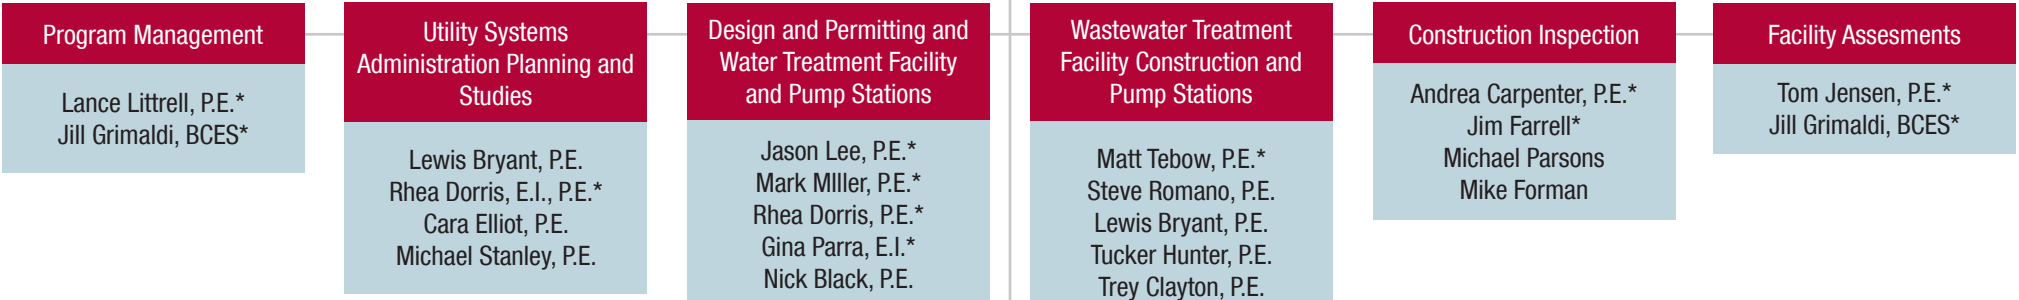 Program Management
Lance Littrell, P.E.*
Jill Grimaldi, BCES*
Utility Systems
Administration Planning and
Studies
Lewis Bryant, P.E.
Rhea Dorris, E.I., P.E.*
Cara Elliot, P.E.
Michael Stanley, P.E.
Design and Permitting and
Water Treatment Facility
and Pump Stations
Jason Lee, P.E.*
Mark MIller, P.E.*
Rhea Dorris, P.E.*
Gina Parra, E.I.*
Nick Black, P.E.
Wastewater Treatment
Facility Construction and
Pump Stations
Matt Tebow, P.E.*
Steve Romano, P.E.
Lewis Bryant, P.E.
Tucker Hunter, P.E.
Trey Clayton, P.E.
Construction Inspection
Andrea Carpenter, P.E.*
Jim Farrell*
Michael Parsons
Mike Forman
Facility Assesments
Tom Jensen, P.E.*
Jill Grimaldi, BCES*